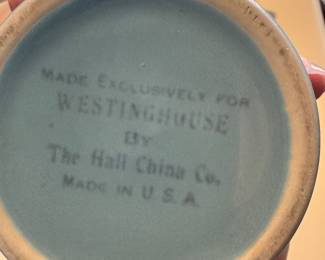 MADE EXCLUSIVELY FOR
WESTINGHOUSE
BY
The Hall China Co.
MADE IN U.S.A.